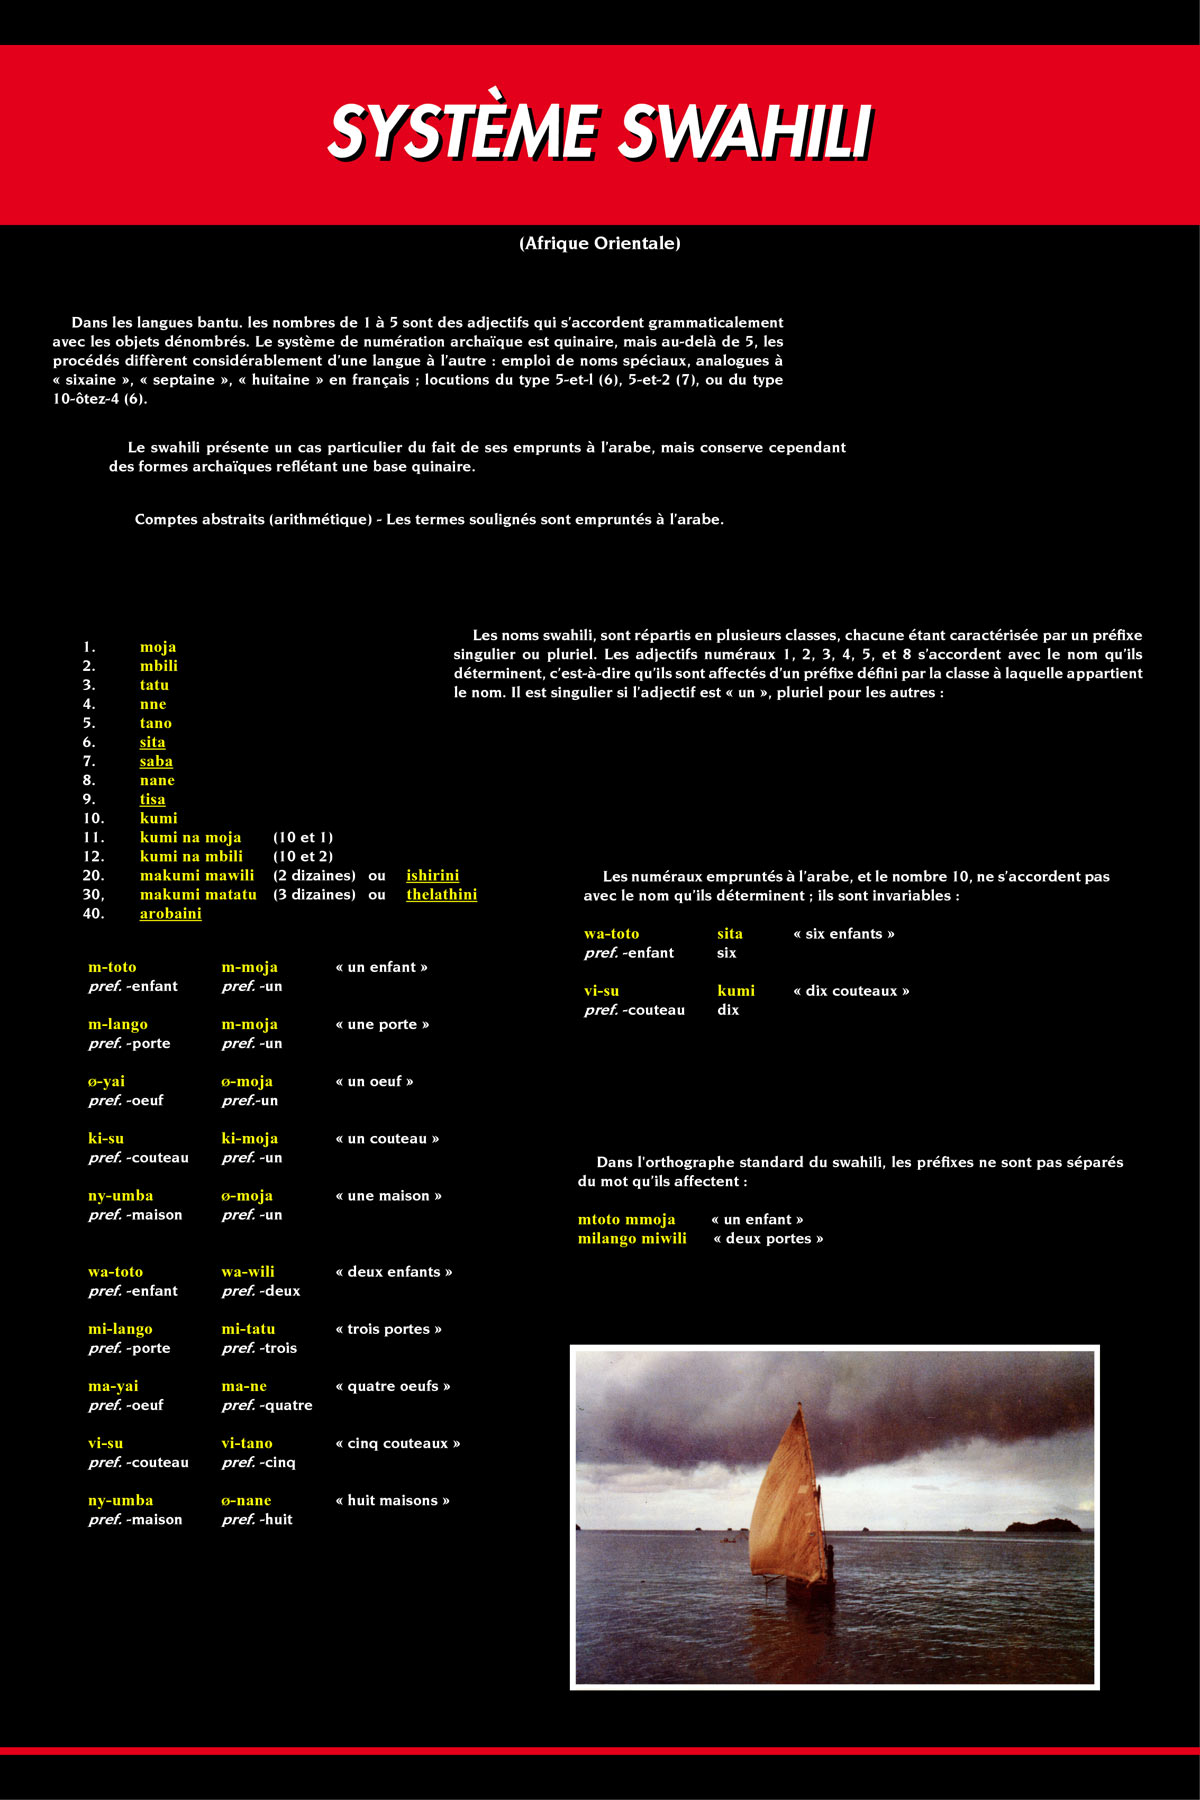 SYSTÈME SWAHILI
(Afrique Orientale)
Dans les langues bantu. les nombres de 1 à 5 sont des adjectifs qui s'accordent grammaticalement
avec les objets dénombrés. Le système de numération archaïque est quinaire, mais au-delà de 5, les
procédés diffèrent considérablement d'une langue à l'autre : emploi de noms spéciaux, analogues à
« sixaine », « septaine », « huitaine » en français ; locutions du type 5-et-l (6), 5-et-2 (7), ou du type
10-ôtez-4 (6).
Le swahili présente un cas particulier du fait de ses emprunts à l'arabe, mais conserve cependant
des formes archaïques reflétant une base quinaire.
Comptes abstraits (arithmétique) - Les termes soulignés sont empruntés à l'arabe.
1. moja
2. mbili
3. tatu
4. nne
5. tano
6. sita
7. saba
8. nane
9. tisa
10. kumi
11. kumi na moja (10 et 1)
12. kumi na mbili (10 et 2)
20. makumi mawili (2 dizaines) ou ishirini
30, makumi matatu (3 dizaines) ou thelathini
40. arobaini
Les noms swahili, sont répartis en plusieurs classes, chacune étant caractérisée par un préfixe
singulier ou pluriel. Les adjectifs numéraux 1, 2, 3, 4, 5, et 8 s'accordent avec le nom qu'ils
déterminent, c'est-à-dire qu'ils sont affectés d'un préfixe défini par la classe à laquelle appartient
le nom. Il est singulier si l'adjectif est « un », pluriel pour les autres :
m-toto m-moja « un enfant »
pref. -enfant pref. -un
m-lango m-moja « une porte »
pref. -porte pref. -un
ø-yai ø-moja « un oeuf »
pref. -oeuf pref.-un
ki-su ki-moja « un couteau »
pref. -couteau pref. -un
ny-umba ø-moja « une maison »
pref. -maison pref. -un
wa-toto wa-wili « deux enfants »
pref. -enfant pref. -deux
mi-lango mi-tatu « trois portes »
pref. -porte pref. -trois
ma-yai ma-ne « quatre oeufs »
pref. -oeuf pref. -quatre
vi-su vi-tano « cinq couteaux »
pref. -couteau pref. -cinq
ny-umba ø-nane « huit maisons »
pref. -maison pref. -huit
Les numéraux empruntés à l'arabe, et le nombre 10, ne s'accordent pas
avec le nom qu'ils déterminent ; ils sont invariables :
wa-toto sita « six enfants »
pref. -enfant six
vi-su kumi « dix couteaux »
pref. -couteau dix
Dans l'orthographe standard du swahili, les préfixes ne sont pas séparés
du mot qu'ils affectent :
mtoto mmoja « un enfant »
milango miwili « deux portes »